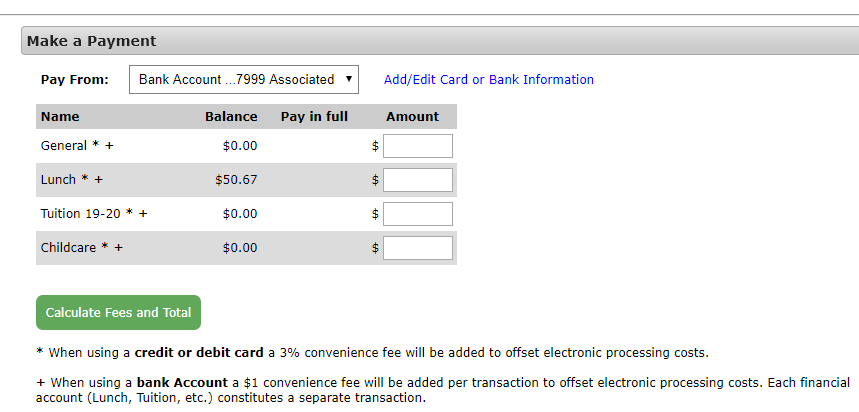 Make a Payment
Pay From: Bank Account ...7999 Associated ▼ Add/Edit Card or Bank Information
Name Balance Pay in full Amount
General * + $0.00 $
Lunch * + $50.67 $
Tuition 19-20 * + $0.00 $
Childcare * + $0.00 $
Calculate Fees and Total
* When using a credit or debit card a 3% convenience fee will be added to offset electronic processing costs.
+ When using a bank Account a $1 convenience fee will be added per transaction to offset electronic processing costs. Each financial
account (Lunch, Tuition, etc.) constitutes a separate transaction.